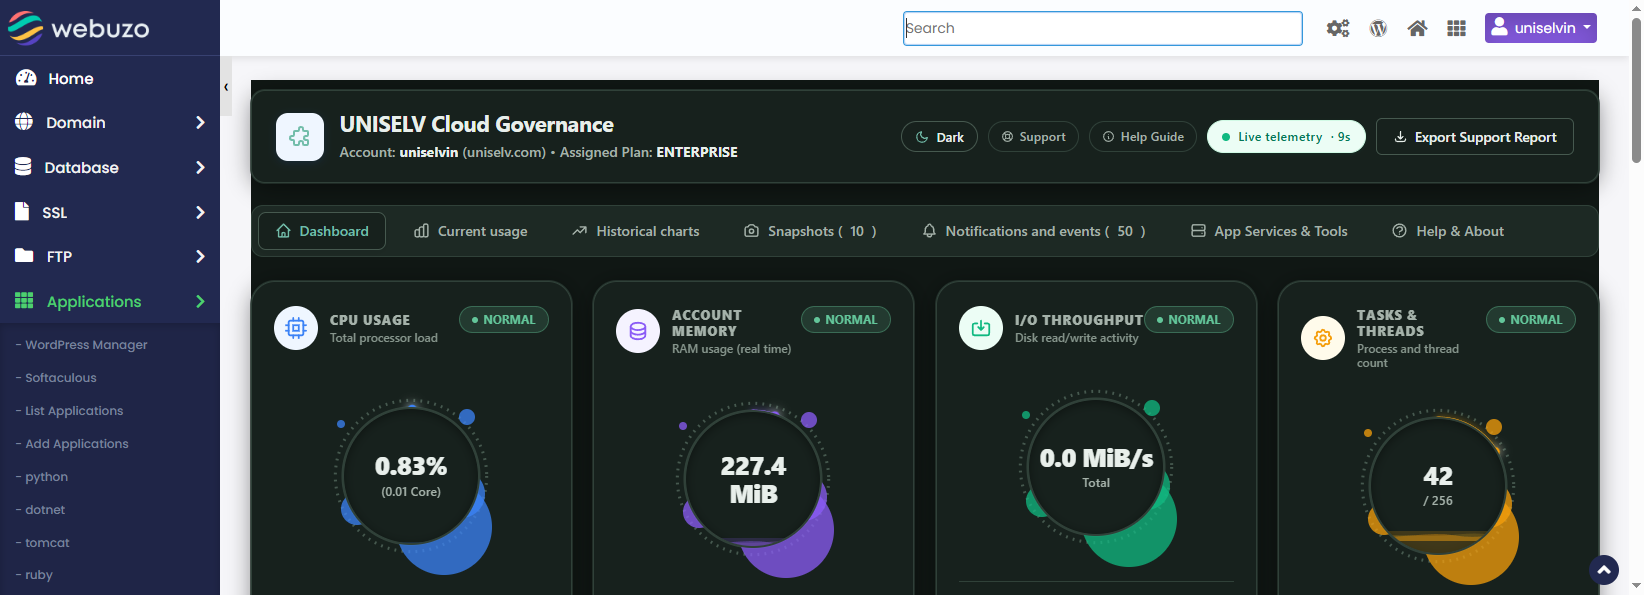 webuzo
Search
uniselvin
Home
Domain
Database
SSL
FTP
Applications
- WordPress Manager
- Softaculous
- List Applications
- Add Applications
- python
- dotnet
- tomcat
- ruby
UNISELV Cloud Governance
Account: uniselvin (uniselv.com) • Assigned Plan: ENTERPRISE
Dark
Support
Help Guide
Live telemetry · 9s
Export Support Report
Dashboard
Current usage
Historical charts
Snapshots ( 10 )
Notifications and events ( 50 )
App Services & Tools
Help & About
CPU USAGE
Total processor load
NORMAL
0.83%
(0.01 Core)
ACCOUNT
MEMORY
RAM usage (real time)
NORMAL
227.4
MiB
I/O THROUGHPUT
Disk read/write activity
NORMAL
0.0 MiB/s
Total
TASKS &
THREADS
Process and thread
count
NORMAL
42
/ 256